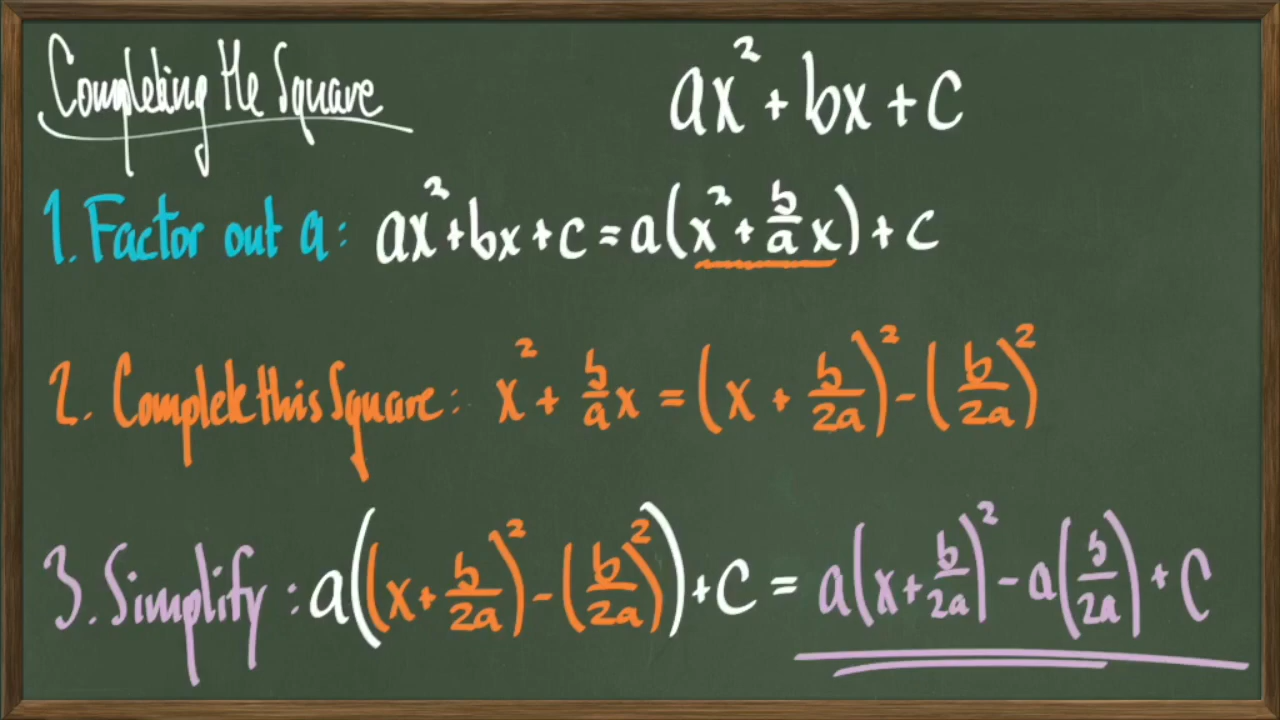 Completing the Square
ax² + bx + c
1. Factor out a: ax² + bx + c = a(x² + b/a x) + c
2. Complete this Square: x² + b/a x = (x + b/2a)² - (b/2a)²
3. Simplify: a((x + b/2a)² - (b/2a)²) + c = a(x + b/2a)² - a(b/2a) + c